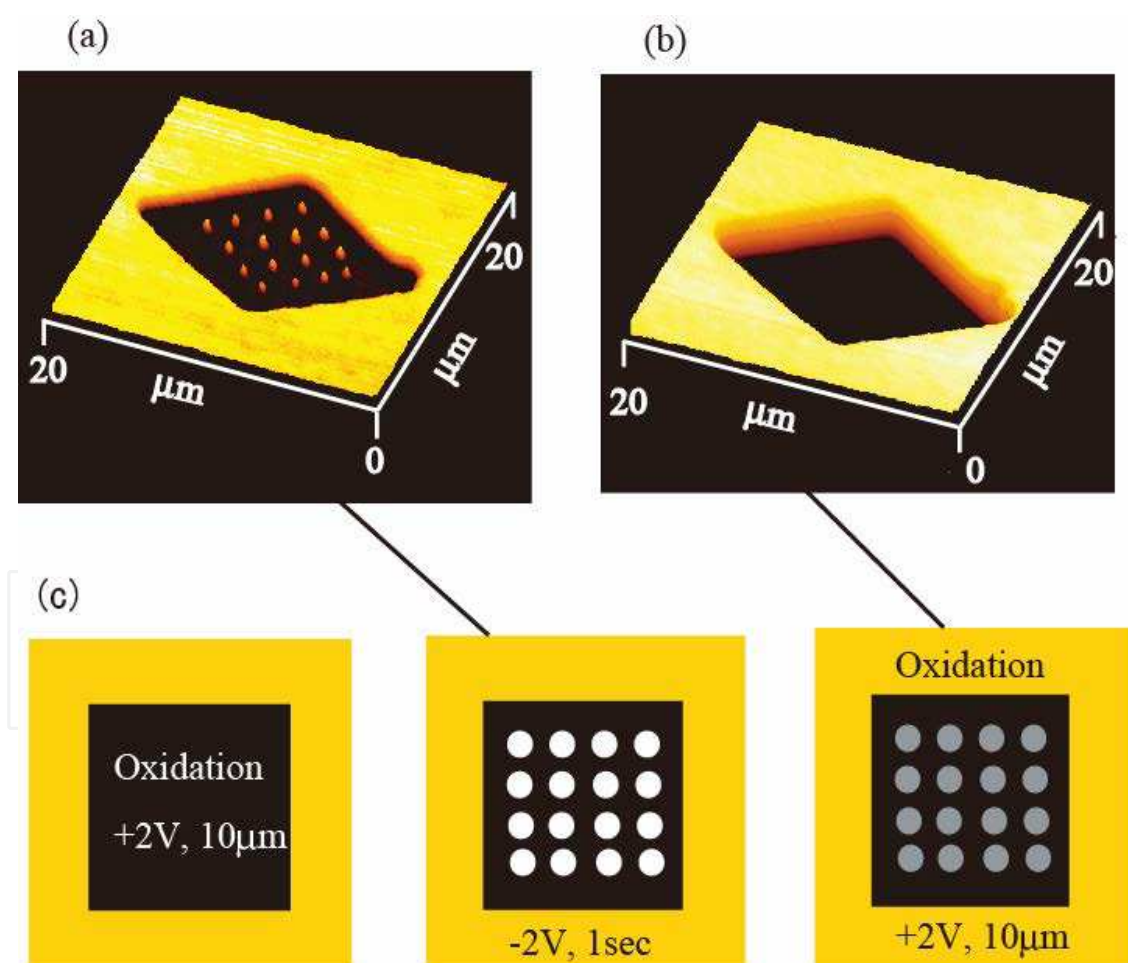 (a)
(b)
20
μm
0
μm
20
20
μm
0
μm
20
(c)
Oxidation
+2V, 10μm
-2V, 1sec
Oxidation
+2V, 10μm